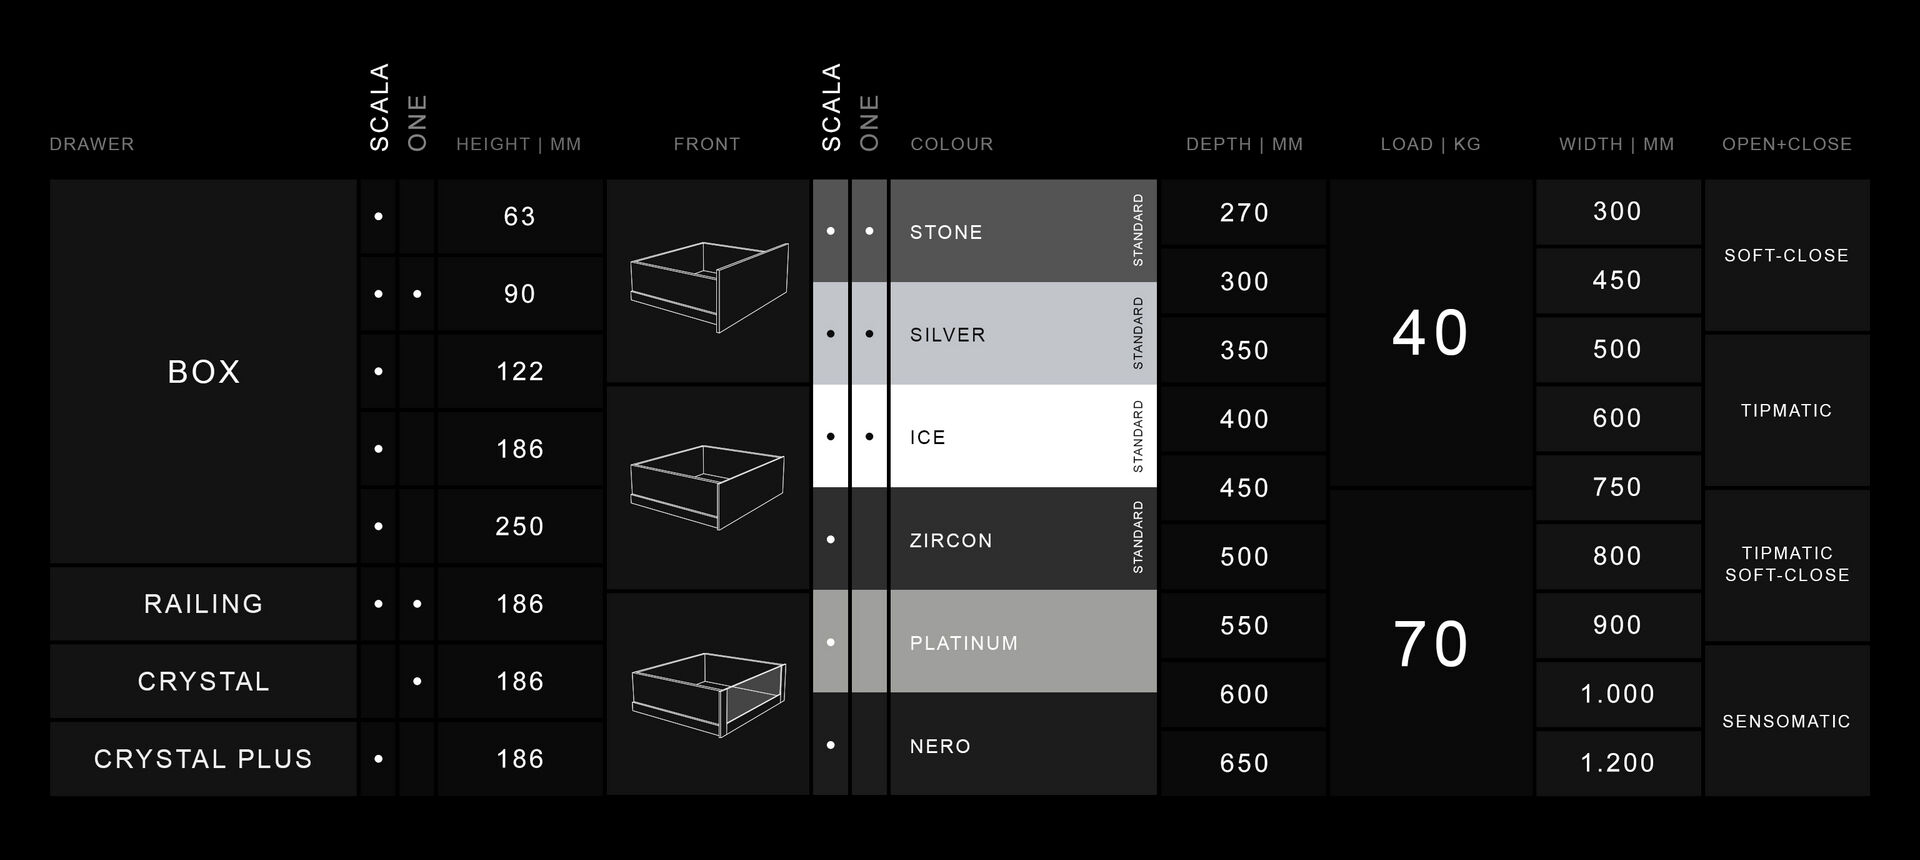 DRAWER
SCALA
ONE
HEIGHT | MM
FRONT
SCALA
ONE
COLOUR
DEPTH | MM
LOAD | KG
WIDTH | MM
OPEN+CLOSE
BOX
63
90
122
186
250
RAILING
186
CRYSTAL
186
CRYSTAL PLUS
186
STONE
STANDARD
SILVER
STANDARD
ICE
STANDARD
ZIRCON
STANDARD
PLATINUM
NERO
270
300
350
400
450
500
550
600
650
40
70
300
450
500
600
750
800
900
1.000
1.200
SOFT-CLOSE
TIPMATIC
TIPMATIC
SOFT-CLOSE
SENSOMATIC